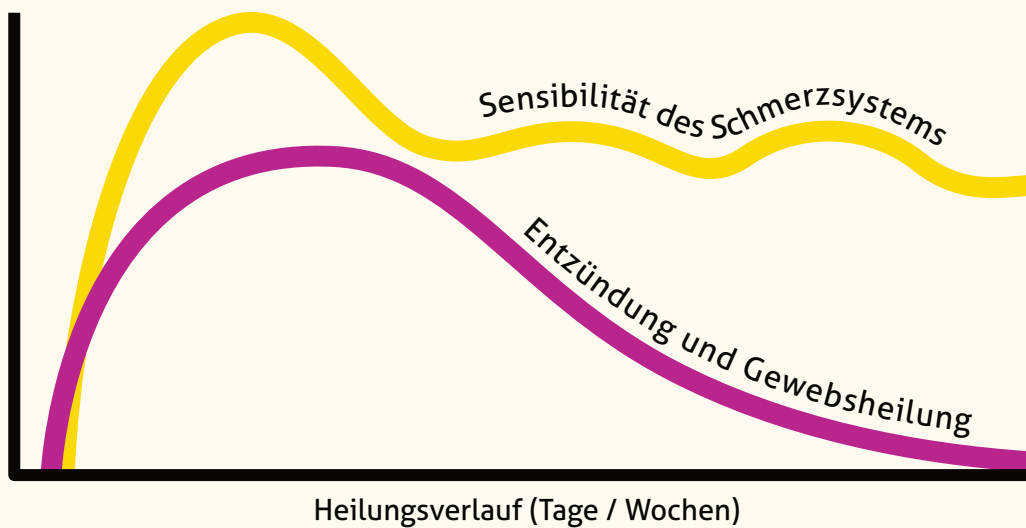 Sensibilität des Schmerzsystems
Entzündung und Gewebsheilung
Heilungsverlauf (Tage / Wochen)